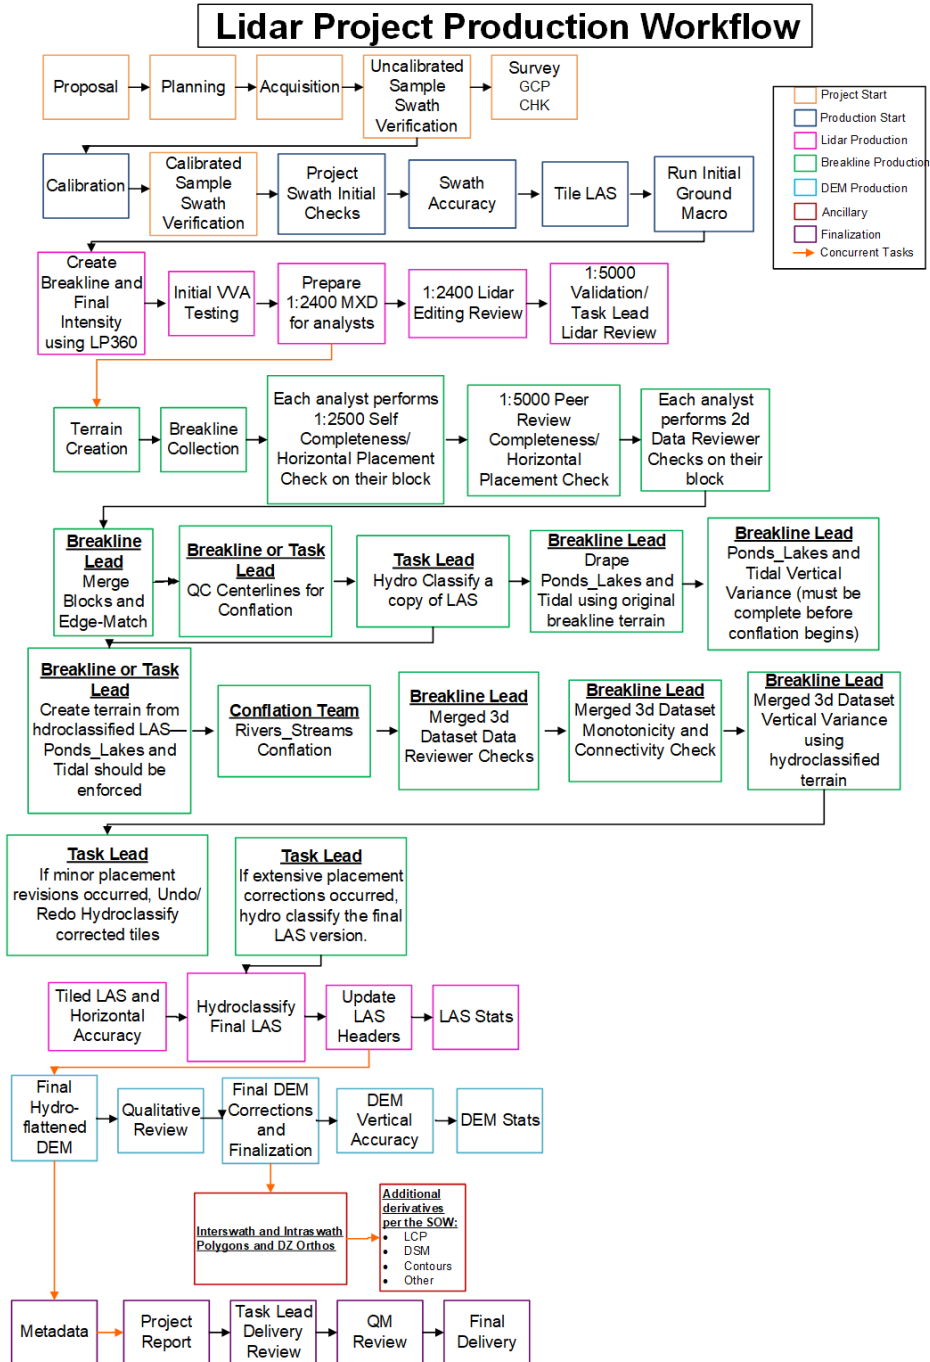 Lidar Project Production Workflow
Proposal
Planning
Acquisition
Uncalibrated
Sample
Swath
Verification
Survey
GCP
CHK
Project Start
Production Start
Lidar Production
Breakline Production
DEM Production
Ancillary
Finalization
Concurrent Tasks
Calibration
Calibrated
Sample
Swath
Verification
Project
Swath Initial
Checks
Swath
Accuracy
Tile LAS
Run Initial
Ground
Macro
Create
Breakline and
Final
Intensity
using LP360
Initial VVA
Testing
Prepare
1:2400 MXD
for analysts
1:2400 Lidar
Editing Review
1:5000
Validation/
Task Lead
Lidar Review
Terrain
Creation
Breakline
Collection
Each analyst performs
1:2500 Self
Completeness/
Horizontal Placement
Check on their block
1:5000 Peer
Review
Completeness/
Horizontal
Placement Check
Each analyst
performs 2d
Data Reviewer
Checks on their
block
Breakline
Lead
Merge
Blocks and
Edge-Match
Breakline or Task
Lead
QC Centerlines for
Conflation
Task Lead
Hydro Classify a
copy of LAS
Breakline Lead
Drape
Ponds_Lakes and
Tidal using original
breakline terrain
Breakline Lead
Ponds_Lakes and
Tidal Vertical
Variance (must be
complete before
conflation begins)
Breakline or Task
Lead
Create terrain from
hdroclassified LAS—
Ponds_Lakes and
Tidal should be
enforced
Conflation Team
Rivers_Streams
Conflation
Breakline Lead
Merged 3d
Dataset Data
Reviewer Checks
Breakline Lead
Merged 3d Dataset
Monotonicity and
Connectivity Check
Breakline Lead
Merged 3d Dataset
Vertical Variance
using
hydroclassified
terrain
Task Lead
If minor placement
revisions occurred, Undo/
Redo Hydroclassify
corrected tiles
Task Lead
If extensive placement
corrections occurred,
hydro classify the final
LAS version.
Tiled LAS and
Horizontal
Accuracy
Hydroclassify
Final LAS
Update
LAS
Headers
LAS Stats
Final
Hydro-
flattened
DEM
Qualitative
Review
Final DEM
Corrections
and
Finalization
DEM
Vertical
Accuracy
DEM Stats
Interswath and Intraswath
Polygons and DZ Orthos
Additional
derivatives
per the SOW:
• LCP
• DSM
• Contours
• Other
Metadata
Project
Report
Task Lead
Delivery
Review
QM
Review
Final
Delivery